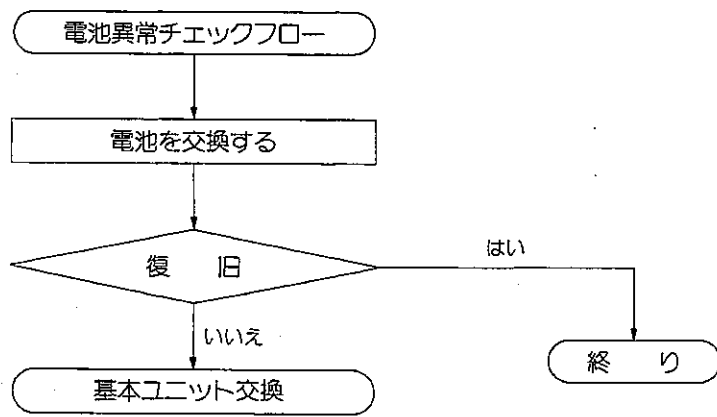 電池異常チェックフロー
電池を交換する
復 旧
はい
いいえ
終 り
基本ユニット交換